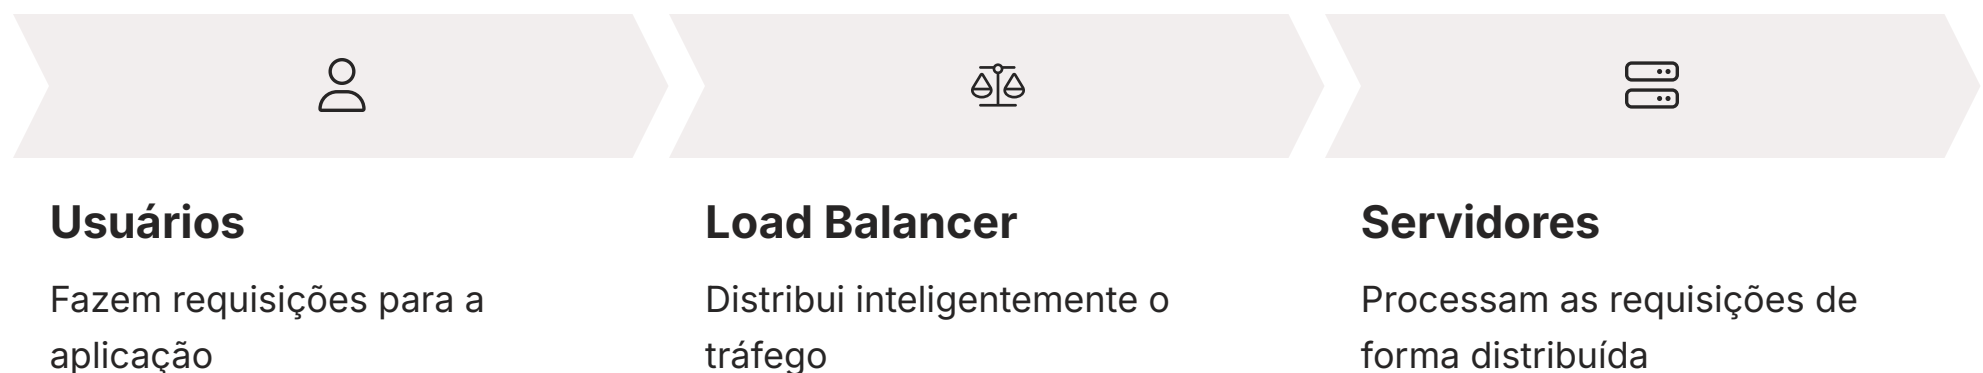 Usuários
Fazem requisições para a
aplicação
Load Balancer
Distribui inteligentemente o
tráfego
Servidores
Processam as requisições de
forma distribuída